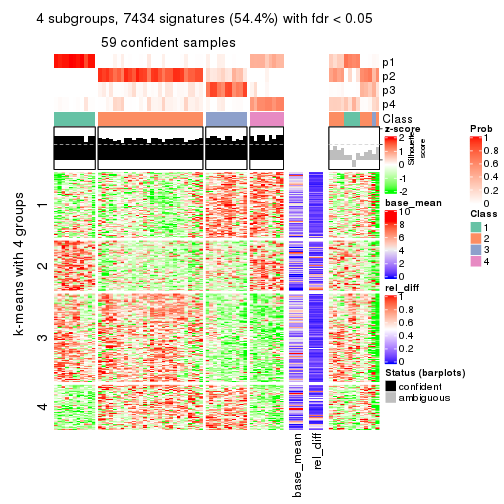 4 subgroups, 7434 signatures (54.4%) with fdr < 0.05
59 confident samples
p1
p2
p3
p4
Class
Silhouette score
k-means with 4 groups
1
2
3
4
base_mean
rel_diff
z-score
2
1
0
-1
-2
base_mean
10
8
6
4
2
0
rel_diff
1
0.8
0.6
0.4
0.2
0
Status (barplots)
confident
ambiguous
Prob
1
0.8
0.6
0.4
0.2
0
Class
1
2
3
4